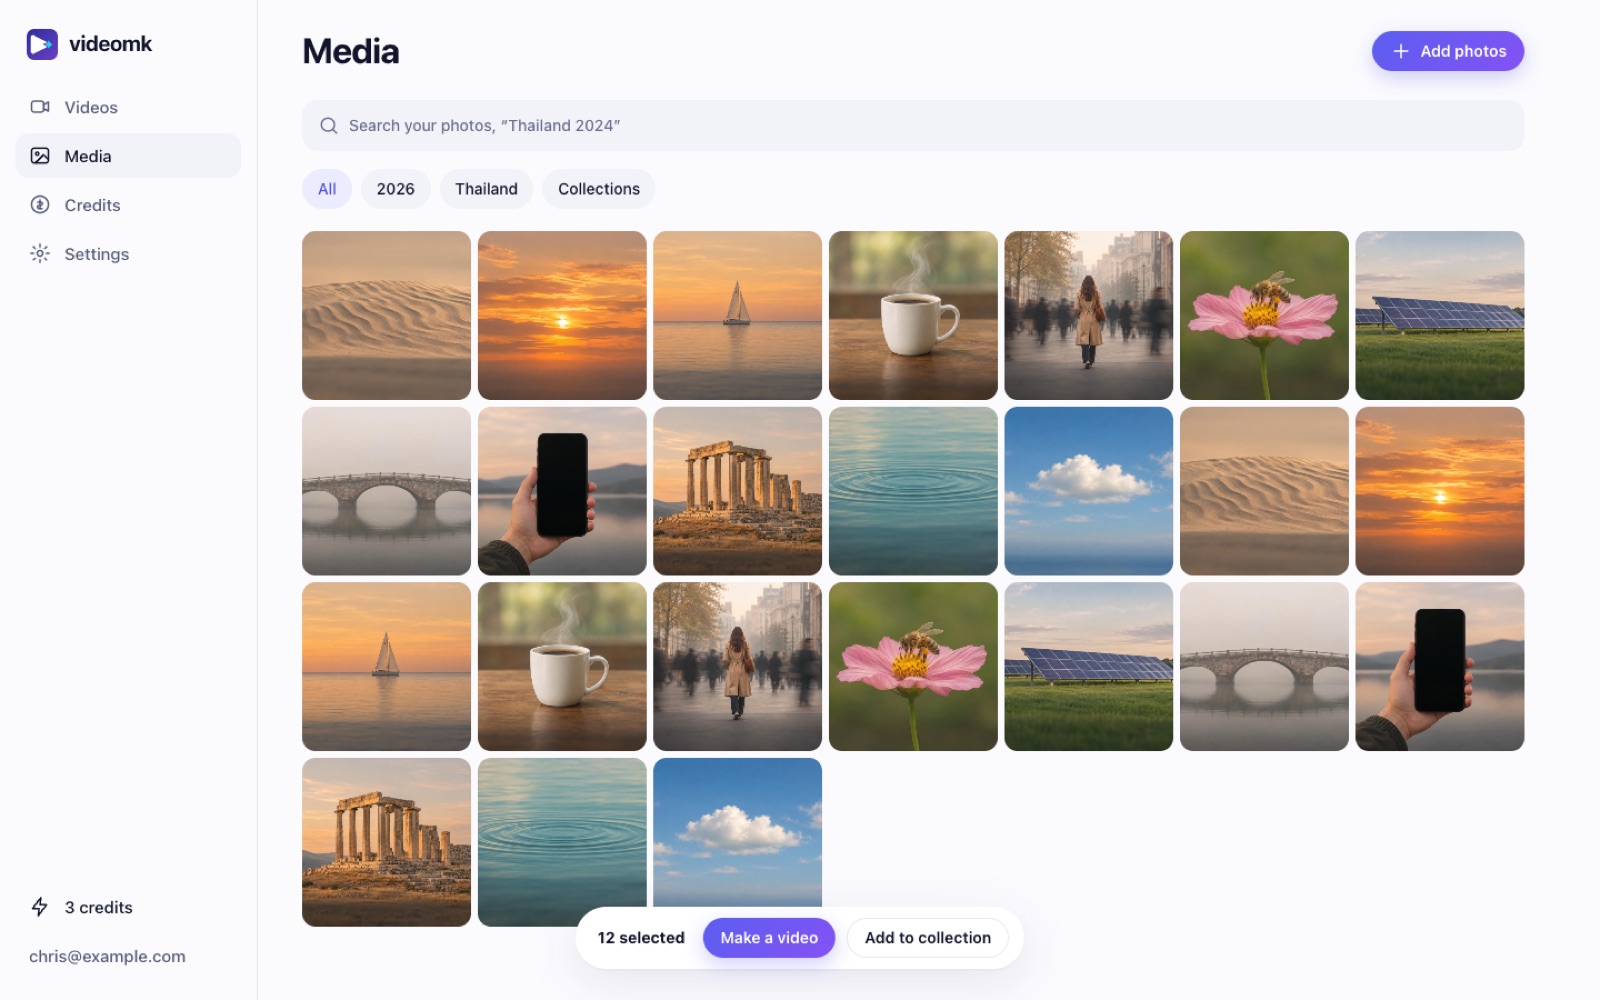 videomk
Videos
Media
Credits
Settings
3 credits
chris@example.com
Media
Add photos
Search your photos, “Thailand 2024”
All
2026
Thailand
Collections
12 selected
Make a video
Add to collection